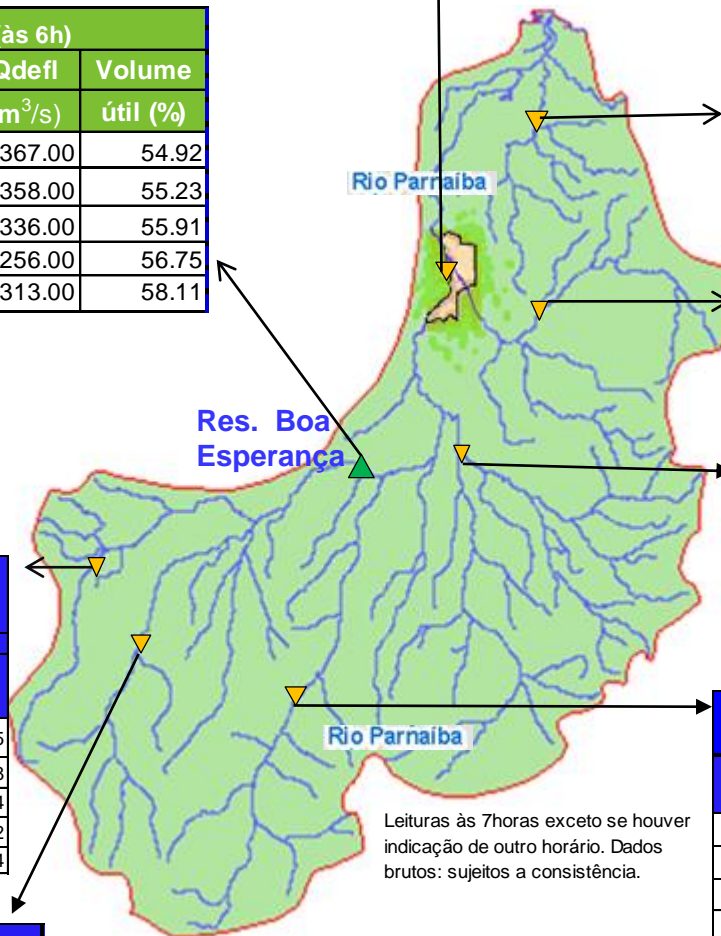 (às 6h)
Qdefl Volume
m³/s) útil (%)
367.00 54.92
358.00 55.23
336.00 55.91
256.00 56.75
313.00 58.11
Rio Parnaíba
Res. Boa
Esperança
Rio Parnaíba
Leituras às 7horas exceto se houver
indicação de outro horário. Dados
brutos: sujeitos a consistência.